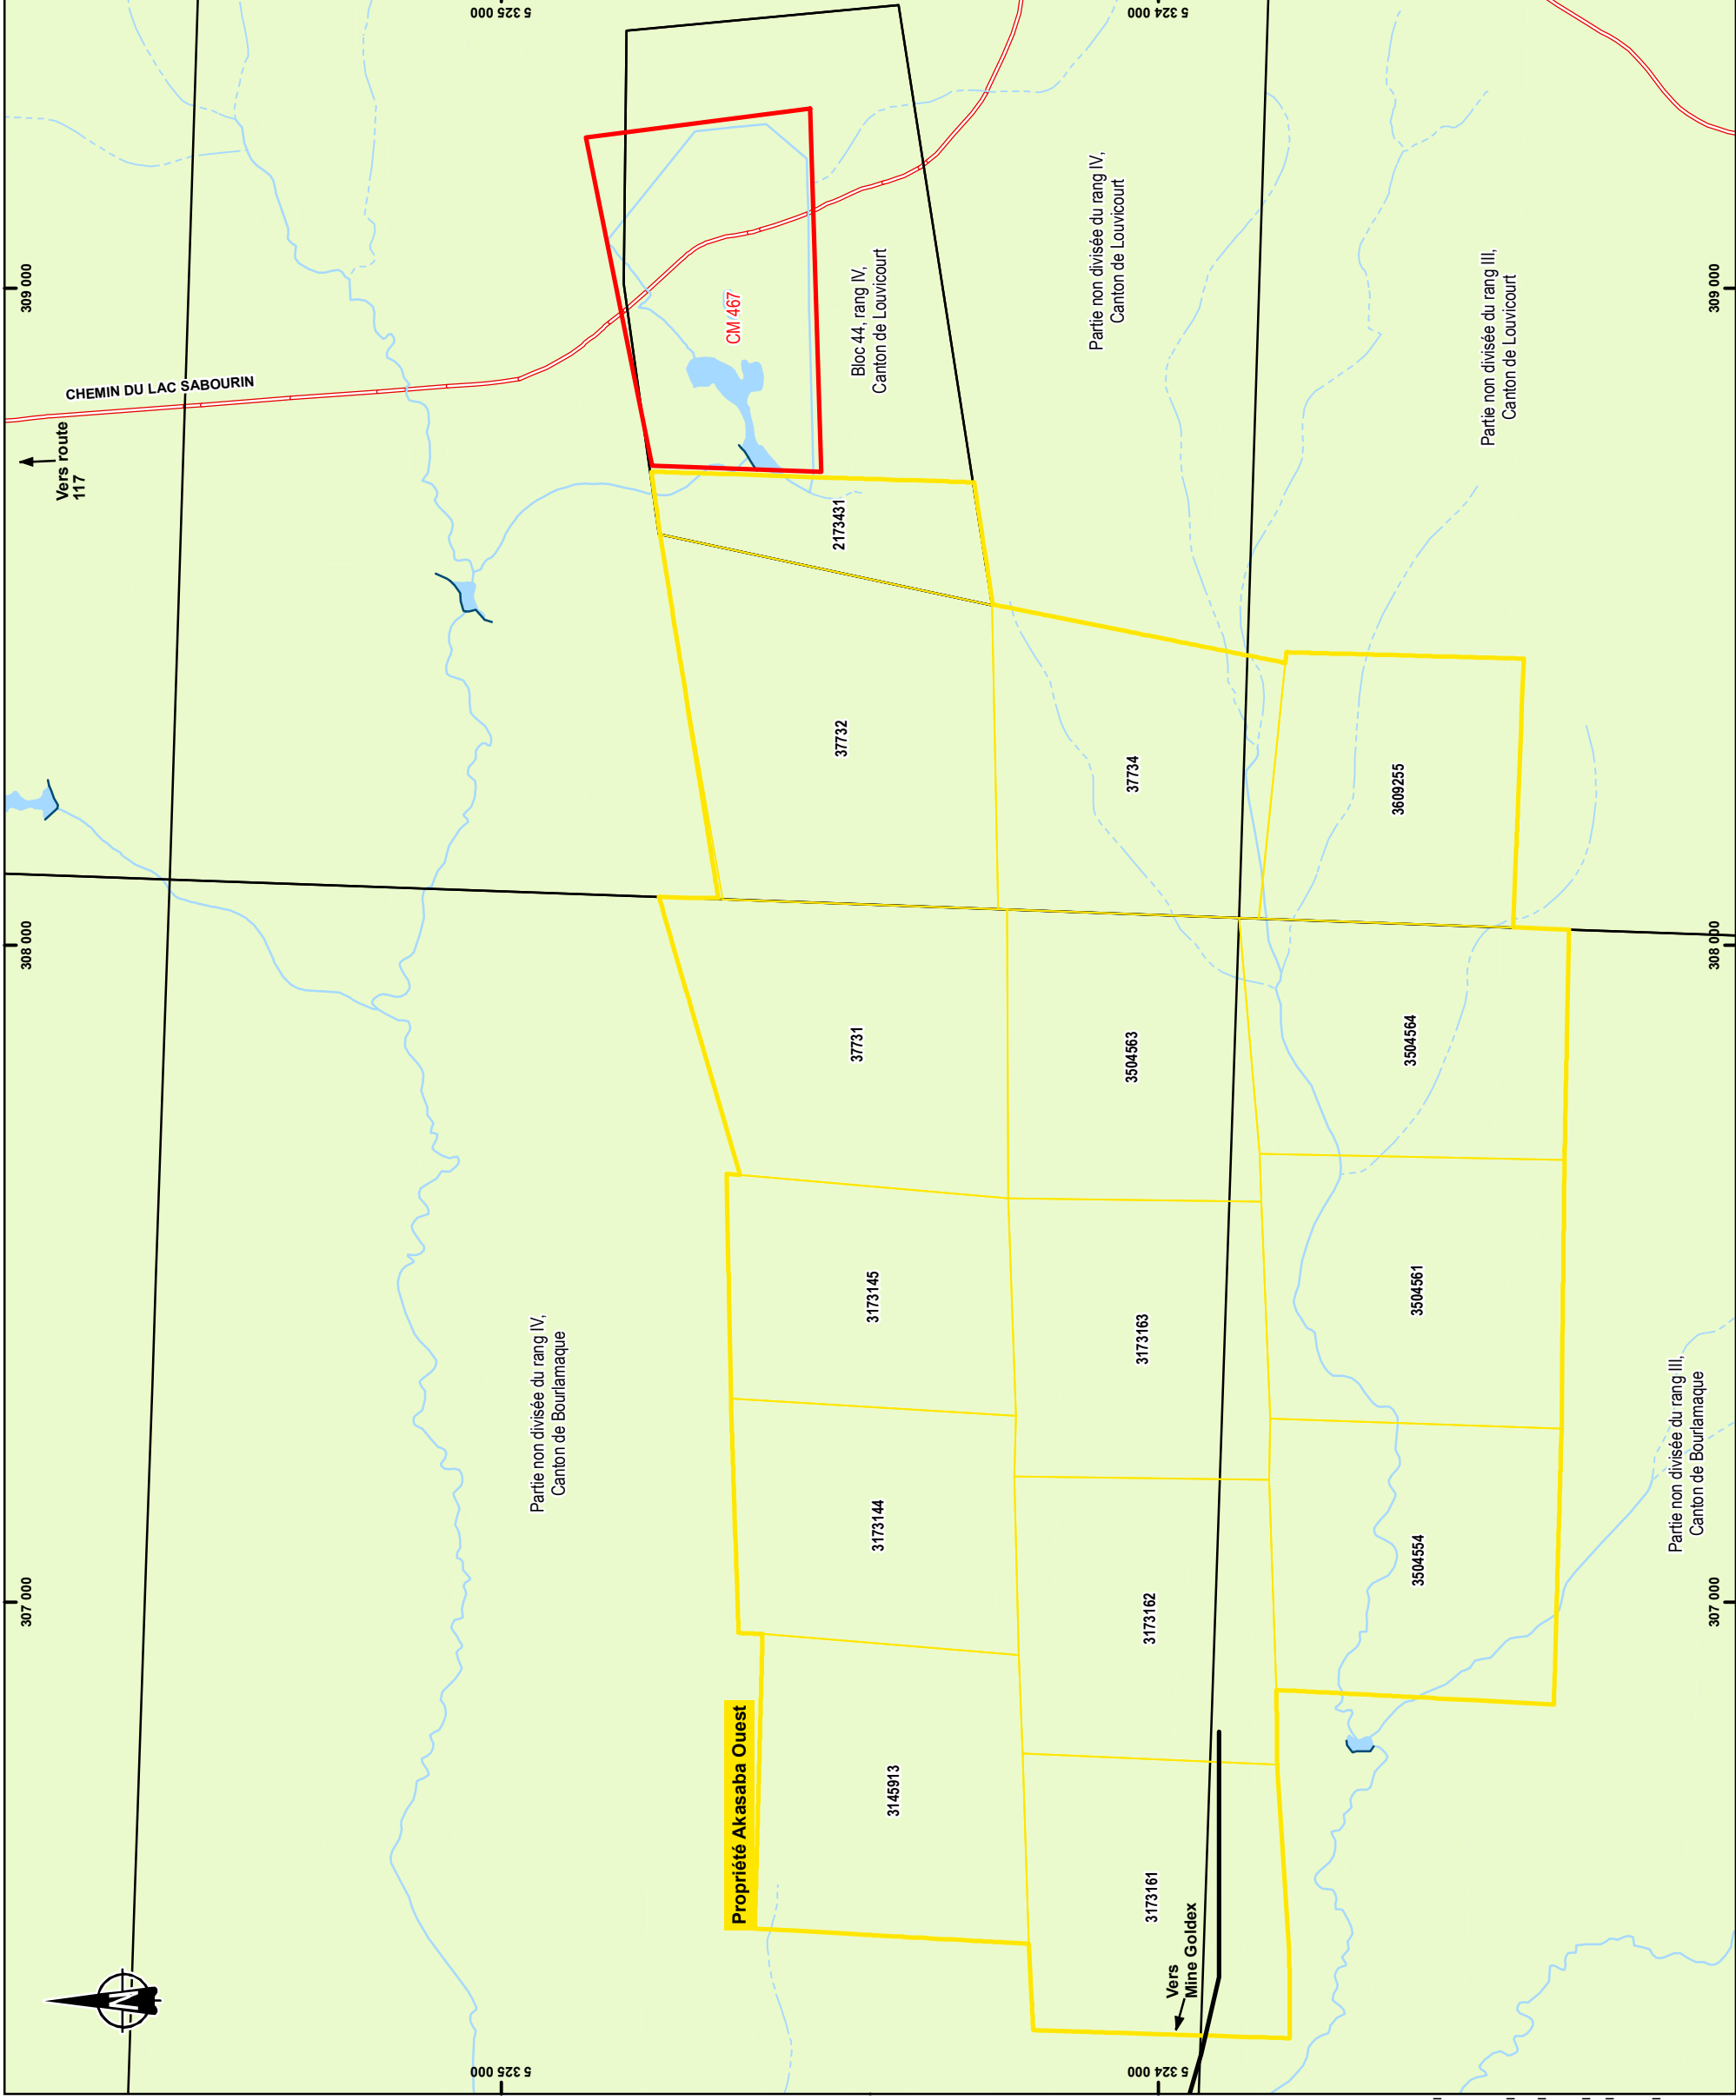 307 000
308 000
309 000
N
Vers route
117
CHEMIN DU LAC SABOURIN
5 325 000
5 325 000
Partie non divisée du rang IV,
Canton de Bourlamaque
Propriété Akasaba Ouest
CM 467
Bloc 44, rang IV,
Canton de Louvicourt
3145913
3173144
3173145
37731
37732
2173431
Partie non divisée du rang IV,
Canton de Louvicourt
5 324 000
5 324 000
3173161
3173162
3173163
3504563
37734
Vers
Mine Goldex
3504554
3504561
3504564
3609255
Partie non divisée du rang III,
Canton de Louvicourt
Partie non divisée du rang III,
Canton de Bourlamaque
307 000
308 000
309 000